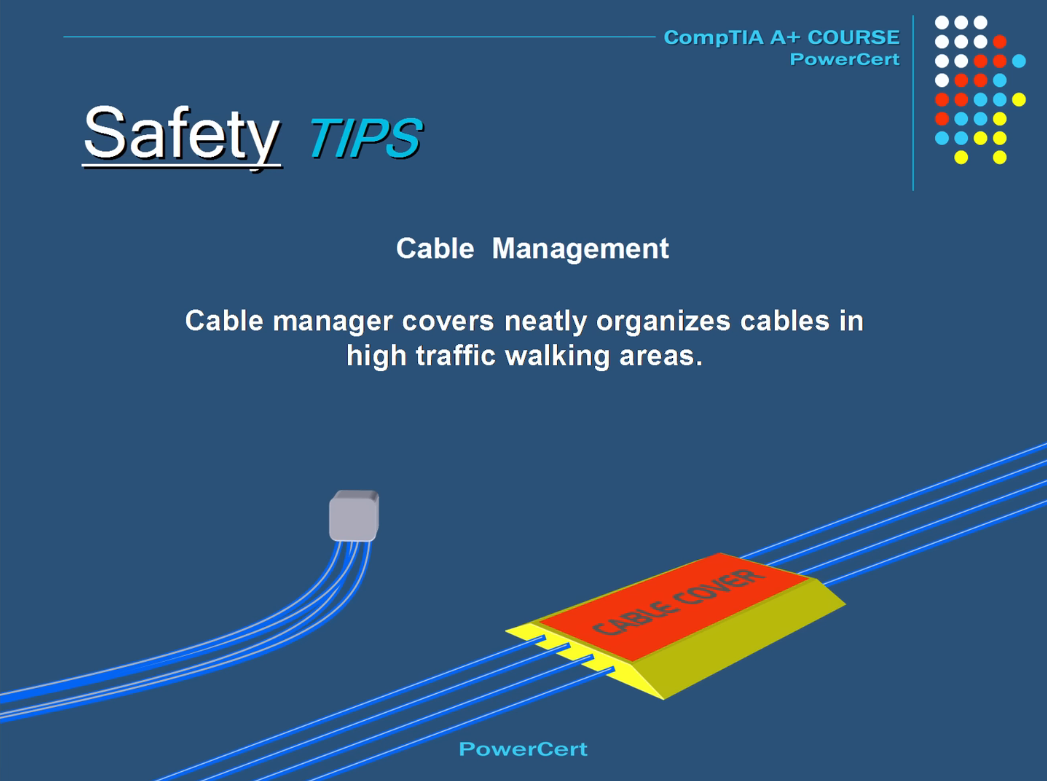 CompTIA A+ COURSE
PowerCert
Safety TIPS
Cable Management
Cable manager covers neatly organizes cables in
high traffic walking areas.
CABLE COVER
PowerCert